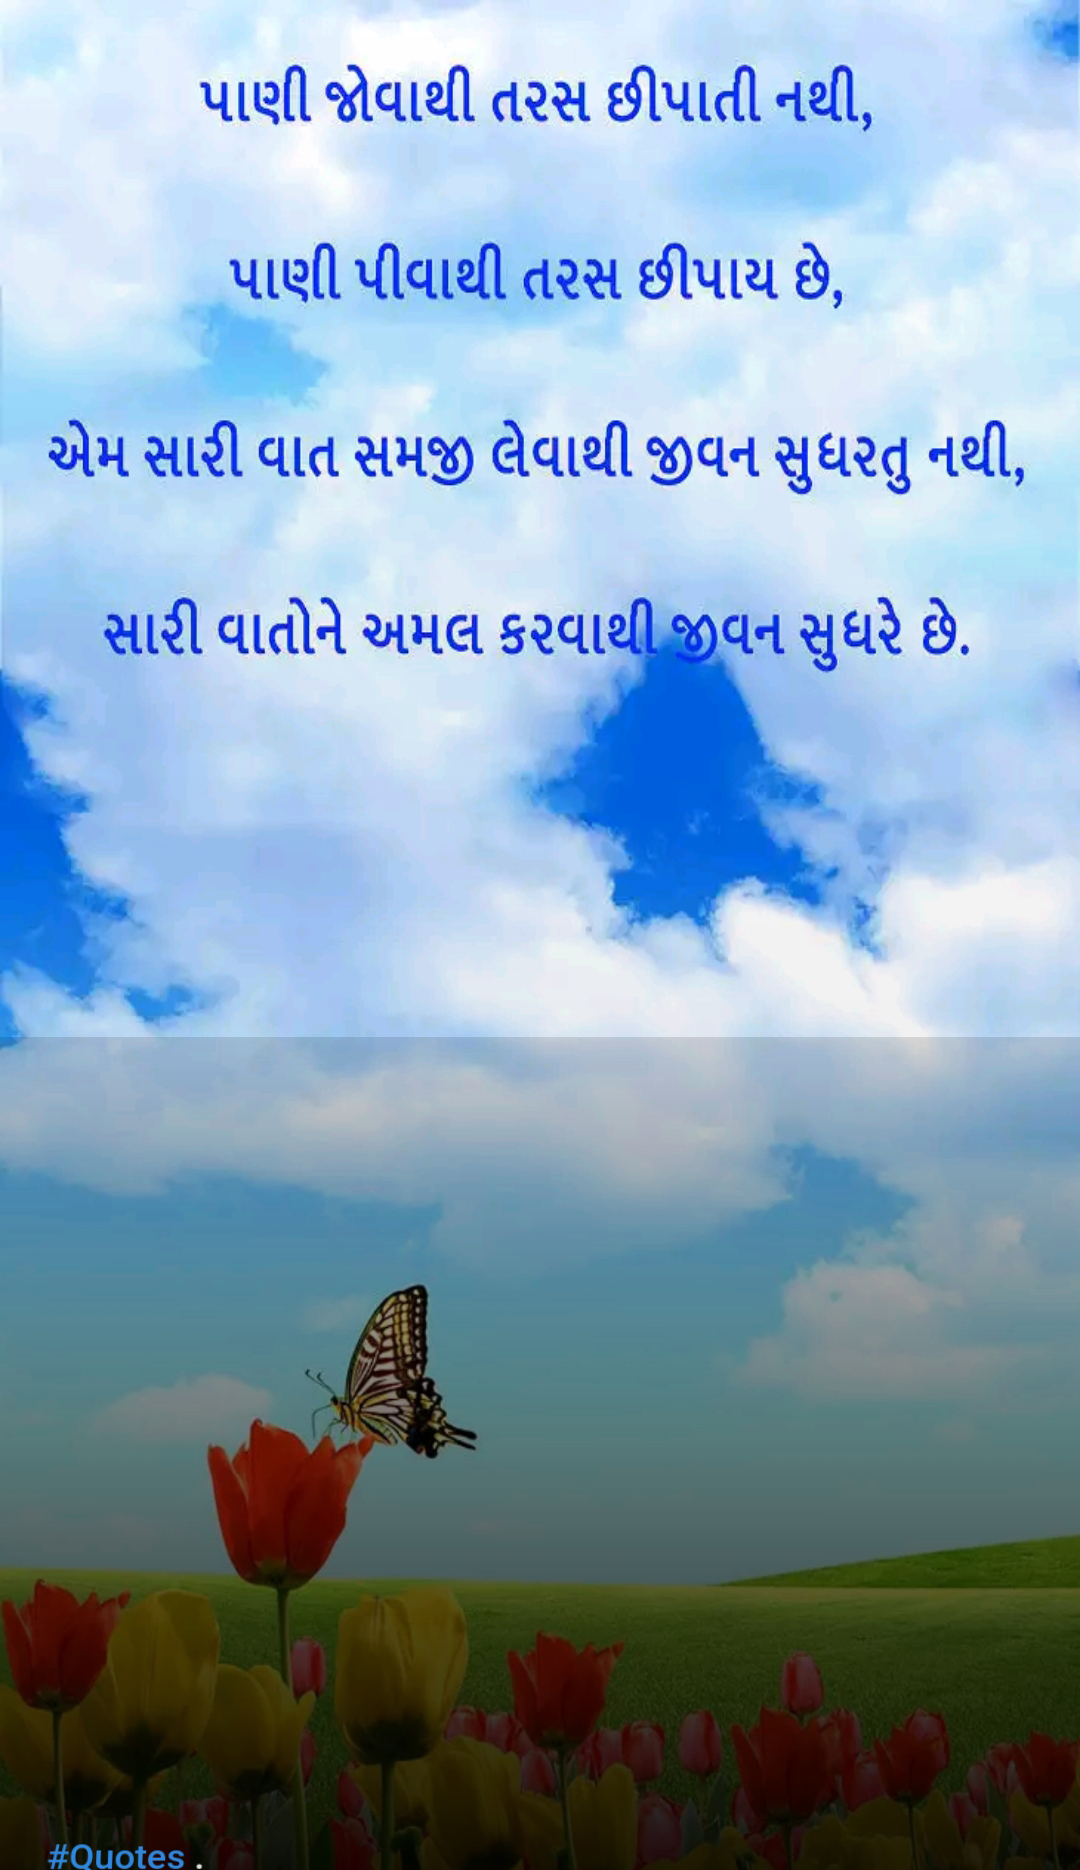 પાણી જોવાથી તરસ છીપાતી નથી,
પાણી પીવાથી તરસ છીપાય છે,
એમ સારી વાત સમજી લેવાથી જીવન સુધરતુ નથી,
સારી વાતોને અમલ કરવાથી જીવન સુધરે છે.
#Quotes .